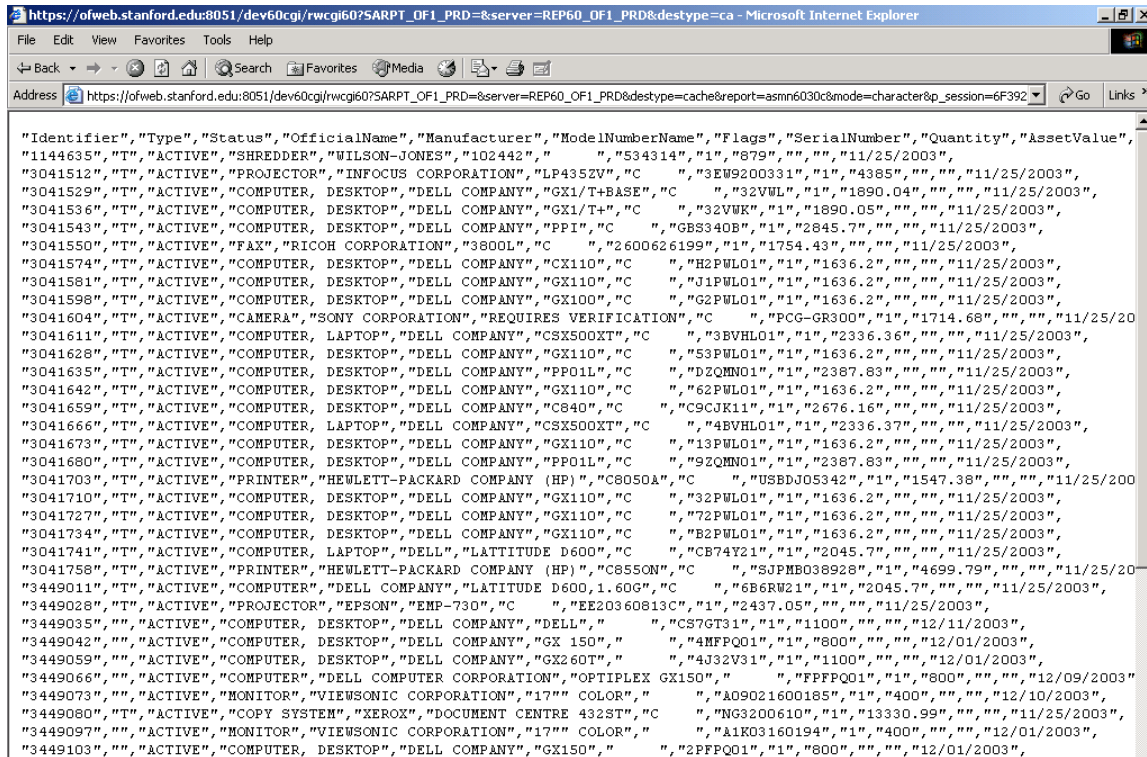 https://ofweb.stanford.edu:8051/dev60cgi/rwcgi60?SARPT_OF1_PRD=&server=REP60_OF1_PRD&destype=ca - Microsoft Internet Explorer
File Edit View Favorites Tools Help
Back Search Favorites Media
Address https://ofweb.stanford.edu:8051/dev60cgi/rwcgi60?SARPT_OF1_PRD=&server=REP60_OF1_PRD&destype=cache&report=asmn6030c&mode=character&p_session=6F392 Go Links »
"Identifier","Type","Status","OfficialName","Manufacturer","ModelNumberName","Flags","SerialNumber","Quantity","AssetValue",
"1144635","T","ACTIVE","SHREDDER","WILSON-JONES","102442","     ","534314","1","879","","","11/25/2003",
"3041512","T","ACTIVE","PROJECTOR","INFOCUS CORPORATION","LP435ZV","C    ","3EW9200331","1","4385","","","11/25/2003",
"3041529","T","ACTIVE","COMPUTER, DESKTOP","DELL COMPANY","GX1/T+BASE","C    ","32VWL","1","1890.04","","","11/25/2003",
"3041536","T","ACTIVE","COMPUTER, DESKTOP","DELL COMPANY","GX1/T+","C    ","32VWK","1","1890.05","","","11/25/2003",
"3041543","T","ACTIVE","COMPUTER, DESKTOP","DELL COMPANY","PPI","C    ","GBS340B","1","2845.7","","","11/25/2003",
"3041550","T","ACTIVE","FAX","RICOH CORPORATION","3800L","C    ","2600626199","1","1754.43","","","11/25/2003",
"3041574","T","ACTIVE","COMPUTER, DESKTOP","DELL COMPANY","CX110","C    ","H2PWL01","1","1636.2","","","11/25/2003",
"3041581","T","ACTIVE","COMPUTER, DESKTOP","DELL COMPANY","GX110","C    ","J1PWL01","1","1636.2","","","11/25/2003",
"3041598","T","ACTIVE","COMPUTER, DESKTOP","DELL COMPANY","GX100","C    ","G2PWL01","1","1636.2","","","11/25/2003",
"3041604","T","ACTIVE","CAMERA","SONY CORPORATION","REQUIRES VERIFICATION","C    ","PCG-GR300","1","1714.68","","","11/25/20
"3041611","T","ACTIVE","COMPUTER, LAPTOP","DELL COMPANY","CSX500XT","C    ","3BVHL01","1","2336.36","","","11/25/2003",
"3041628","T","ACTIVE","COMPUTER, DESKTOP","DELL COMPANY","GX110","C    ","53PWL01","1","1636.2","","","11/25/2003",
"3041635","T","ACTIVE","COMPUTER, DESKTOP","DELL COMPANY","PP01L","C    ","DZQMN01","1","2387.83","","","11/25/2003",
"3041642","T","ACTIVE","COMPUTER, DESKTOP","DELL COMPANY","GX110","C    ","62PWL01","1","1636.2","","","11/25/2003",
"3041659","T","ACTIVE","COMPUTER, DESKTOP","DELL COMPANY","C840","C    ","C9CJK11","1","2676.16","","","11/25/2003",
"3041666","T","ACTIVE","COMPUTER, LAPTOP","DELL COMPANY","CSX500XT","C    ","4BVHL01","1","2336.37","","","11/25/2003",
"3041673","T","ACTIVE","COMPUTER, DESKTOP","DELL COMPANY","GX110","C    ","13PWL01","1","1636.2","","","11/25/2003",
"3041680","T","ACTIVE","COMPUTER, DESKTOP","DELL COMPANY","PP01L","C    ","9ZQMN01","1","2387.83","","","11/25/2003",
"3041703","T","ACTIVE","PRINTER","HEWLETT-PACKARD COMPANY (HP)","C8050A","C    ","USBDJ05342","1","1547.38","","","11/25/200
"3041710","T","ACTIVE","COMPUTER, DESKTOP","DELL COMPANY","GX110","C    ","32PWL01","1","1636.2","","","11/25/2003",
"3041727","T","ACTIVE","COMPUTER, DESKTOP","DELL COMPANY","GX110","C    ","72PWL01","1","1636.2","","","11/25/2003",
"3041734","T","ACTIVE","COMPUTER, DESKTOP","DELL COMPANY","GX110","C    ","B2PWL01","1","1636.2","","","11/25/2003",
"3041741","T","ACTIVE","COMPUTER, LAPTOP","DELL","LATTITUDE D600","C    ","CB74Y21","1","2045.7","","","11/25/2003",
"3041758","T","ACTIVE","PRINTER","HEWLETT-PACKARD COMPANY (HP)","C8550N","C    ","SJPMB038928","1","4699.79","","","11/25/20
"3449011","T","ACTIVE","COMPUTER","DELL COMPANY","LATITUDE D600,1.60G","C    ","6B6RW21","1","2045.7","","","11/25/2003",
"3449028","T","ACTIVE","PROJECTOR","EPSON","EMP-730","C    ","EE20360813C","1","2437.05","","","11/25/2003",
"3449035","","ACTIVE","COMPUTER, DESKTOP","DELL COMPANY","DELL","     ","CS7GT31","1","1100","","","12/11/2003",
"3449042","","ACTIVE","COMPUTER, DESKTOP","DELL COMPANY","GX 150","     ","4MFPQ01","1","800","","","12/01/2003",
"3449059","","ACTIVE","COMPUTER, DESKTOP","DELL COMPANY","GX260T","     ","4J32V31","1","1100","","","12/01/2003",
"3449066","","ACTIVE","COMPUTER","DELL COMPUTER CORPORATION","OPTIPLEX GX150","     ","FPFPQ01","1","800","","","12/09/2003"
"3449073","","ACTIVE","MONITOR","VIEWSONIC CORPORATION","17"" COLOR","     ","A09021600185","1","400","","","12/10/2003",
"3449080","T","ACTIVE","COPY SYSTEM","XEROX","DOCUMENT CENTRE 432ST","C    ","NG3200610","1","13330.99","","","11/25/2003",
"3449097","","ACTIVE","MONITOR","VIEWSONIC CORPORATION","17"" COLOR","     ","A1K03160194","1","400","","","12/01/2003",
"3449103","","ACTIVE","COMPUTER, DESKTOP","DELL COMPANY","GX150","     ","2PFPQ01","1","800","","","12/01/2003",